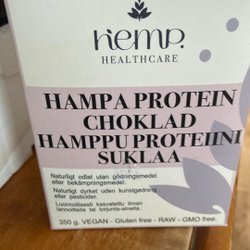 hemp.
HEALTHCARE
HAMPA PROTEIN
CHOKLAD
HAMPPU PROTEIINI
SUKLAA
Naturligt odlat utan gödningsmedel
eller bekämpningsmedel.
Naturligt dyrket uden kunstgødning
eller pesticider.
Luonnollisesti kasvatettu ilman
lannoitteita tai torjunta-aineita.
350 g. VEGAN - Gluten free - RAW - GMO free.